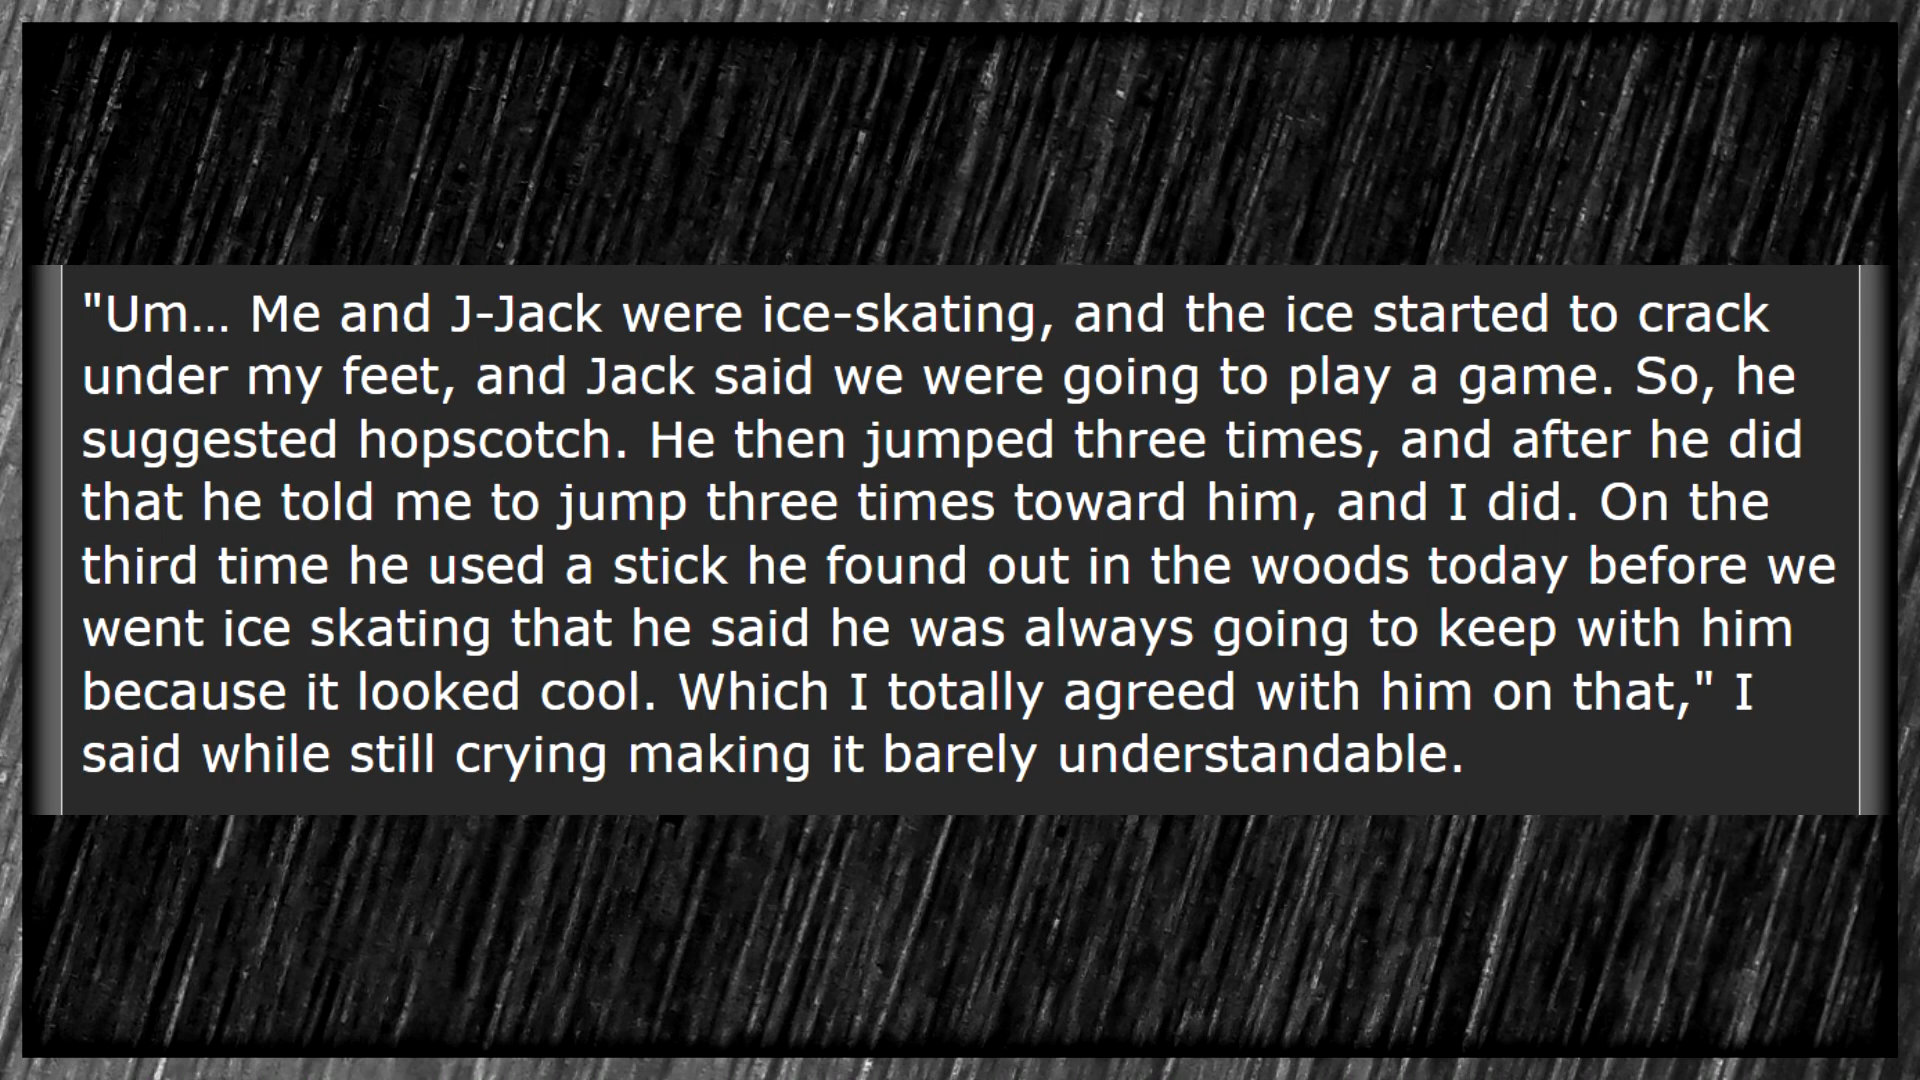 "Um... Me and J-Jack were ice-skating, and the ice started to crack
under my feet, and Jack said we were going to play a game. So, he
suggested hopscotch. He then jumped three times, and after he did
that he told me to jump three times toward him, and I did. On the
third time he used a stick he found out in the woods today before we
went ice skating that he said he was always going to keep with him
because it looked cool. Which I totally agreed with him on that," I
said while still crying making it barely understandable.